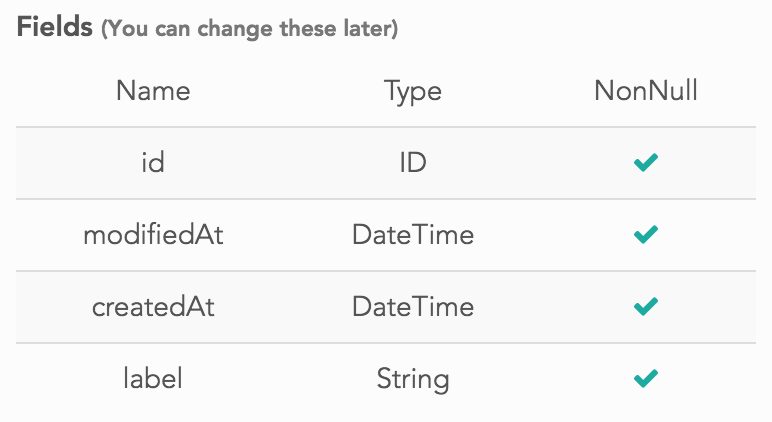 Fields (You can change these later)
Name Type NonNull
id ID
modifiedAt DateTime
createdAt DateTime
label String